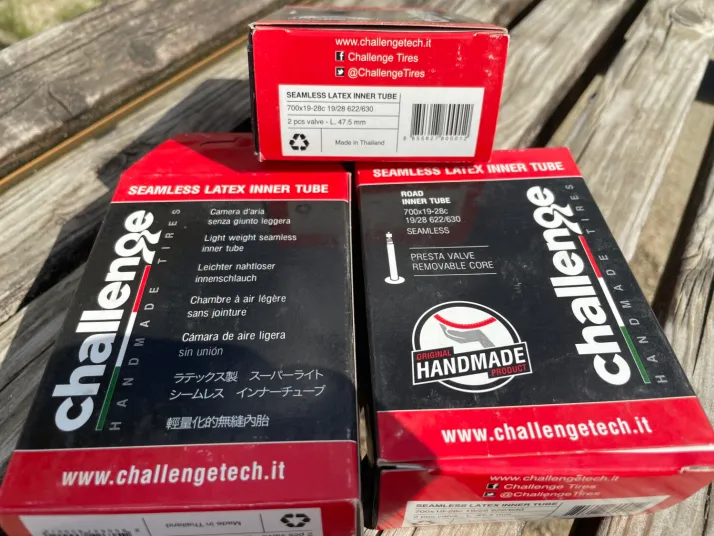 www.challengetech.it
Challenge Tires
@ChallengeTires
SEAMLESS LATEX INNER TUBE
700x19-28c 19/28 622/630
2 pcs valve - L. 47.5 mm
Made in Thailand
SEAMLESS LATEX INNER TUBE
challenge
HANDMADE TIRES
Camera d'aria
senza giunto leggera
Light weight seamless
inner tube
Leichter nahtloser
innenschlauch
Chambre à air légère
sans jointure
Cámara de aire ligera
sin unión
ラテックス製 スーパーライト
シームレス インナーチューブ
輕量化的無縫內胎
www.challengetech.it
Made in Thailand
SEAMLESS LATEX INNER TUBE
ROAD
INNER TUBE
700x19-28c
19/28 622/630
SEAMLESS
PRESTA VALVE
REMOVABLE CORE
ORIGINAL
HANDMADE
PRODUCT
challenge
HANDMADE TIRES
www.challengetech.it
www.challengetech.it
Challenge Tires
@ChallengeTires
SEAMLESS LATEX INNER TUBE
700x19-28c 19/28 622/630